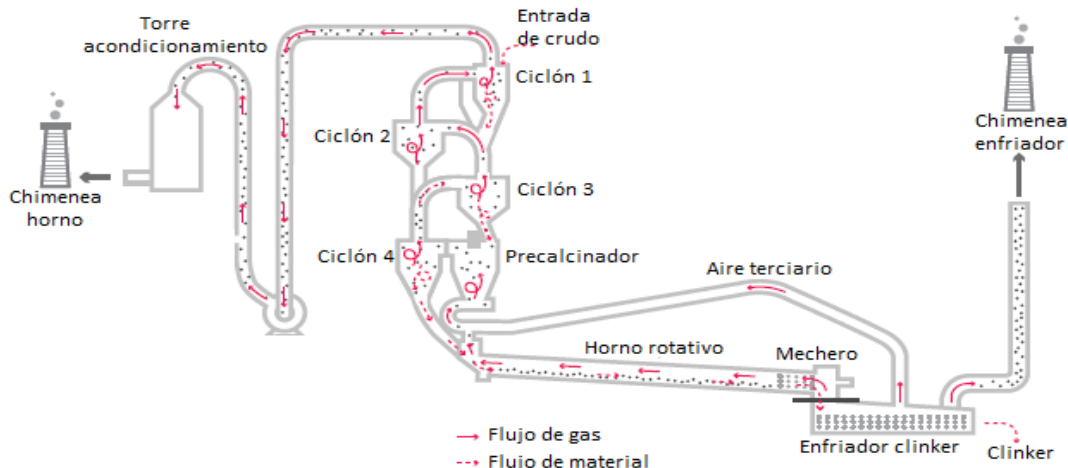 Torre
acondicionamiento
Entrada
de crudo
Ciclón 1
Ciclón 2
Chimenea
enfriador
Ciclón 3
Chimenea
horno
Ciclón 4
Precalcinador
Aire terciario
Horno rotativo
Mechero
Flujo de gas
Enfriador clinker
Clinker
Flujo de material